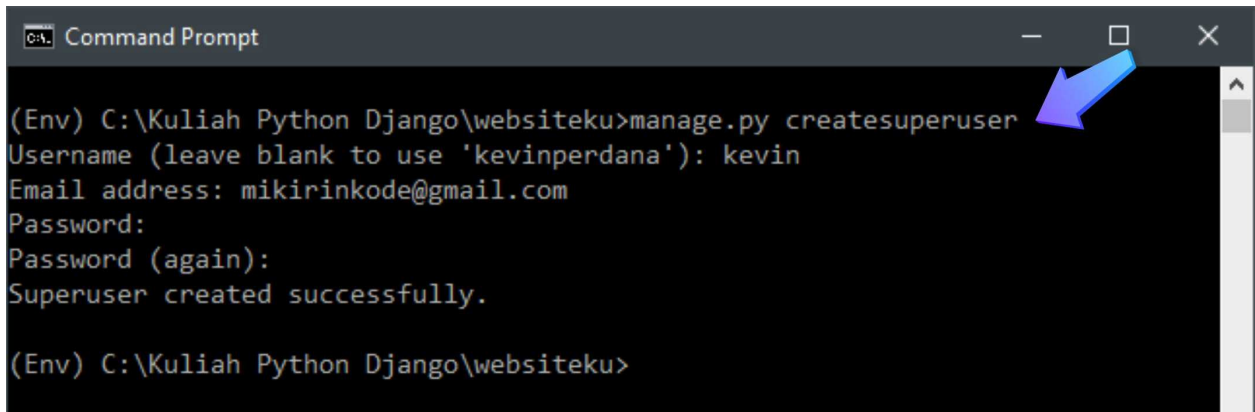 Command Prompt
(Env) C:\Kuliah Python Django\websiteku>manage.py createsuperuser
Username (leave blank to use 'kevinperdana'): kevin
Email address: mikirinkode@gmail.com
Password:
Password (again):
Superuser created successfully.
(Env) C:\Kuliah Python Django\websiteku>